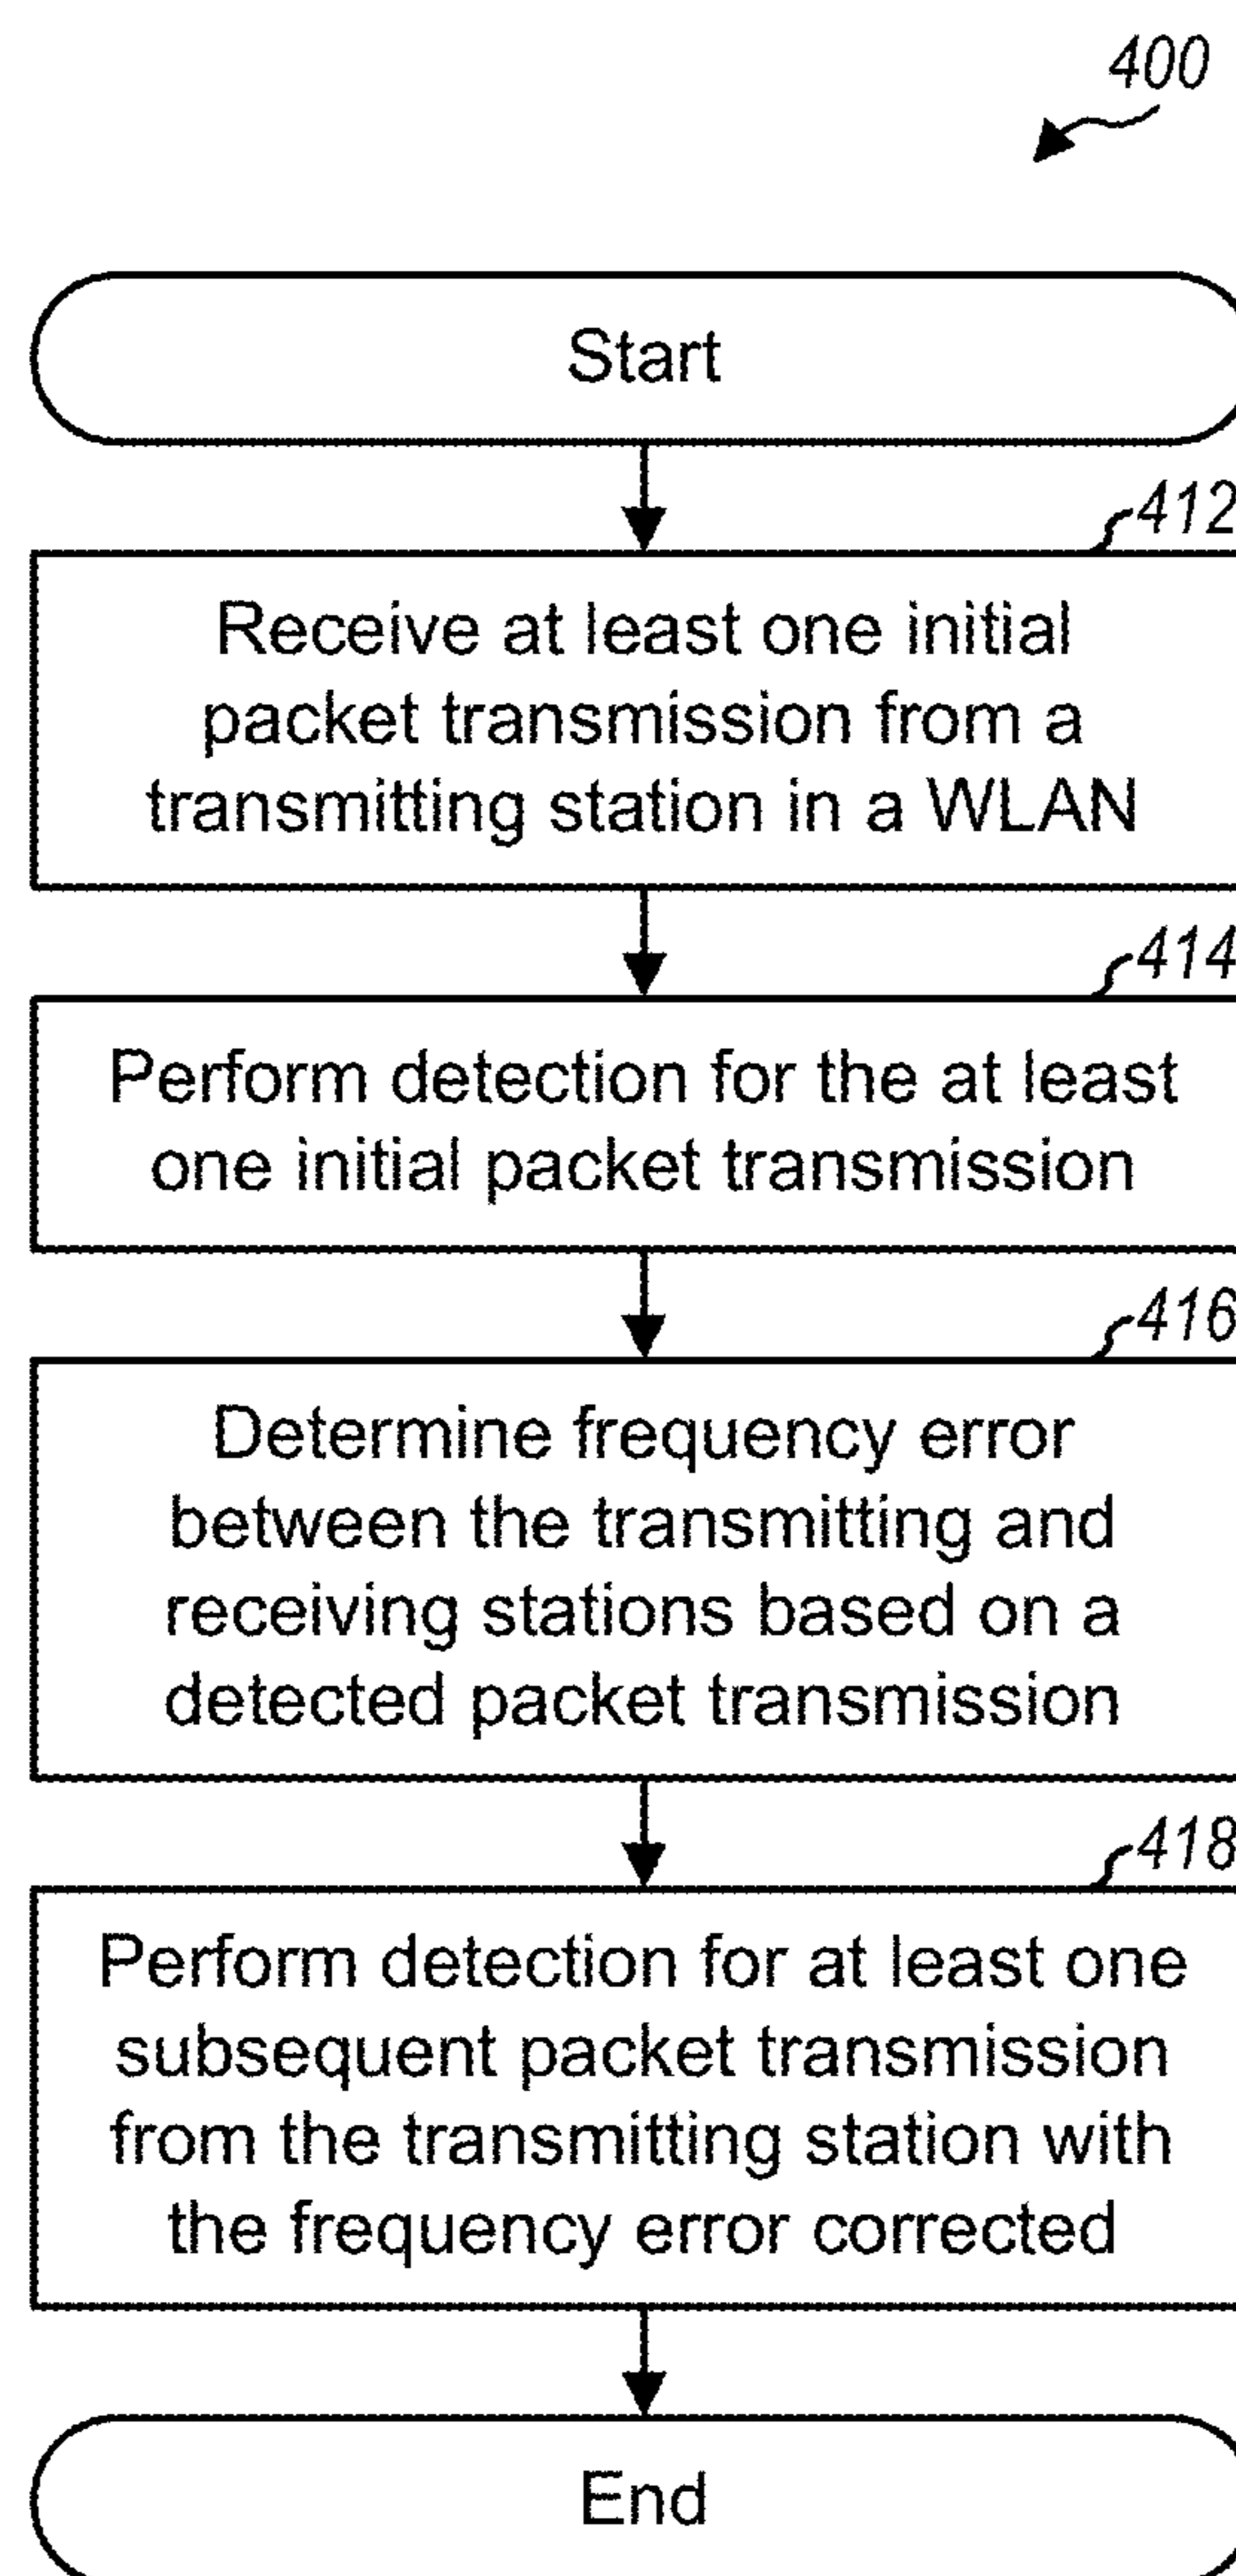 400
Start
412
Receive at least one initial
packet transmission from a
transmitting station in a WLAN
414
Perform detection for the at least
one initial packet transmission
416
Determine frequency error
between the transmitting and
receiving stations based on a
detected packet transmission
418
Perform detection for at least one
subsequent packet transmission
from the transmitting station with
the frequency error corrected
End